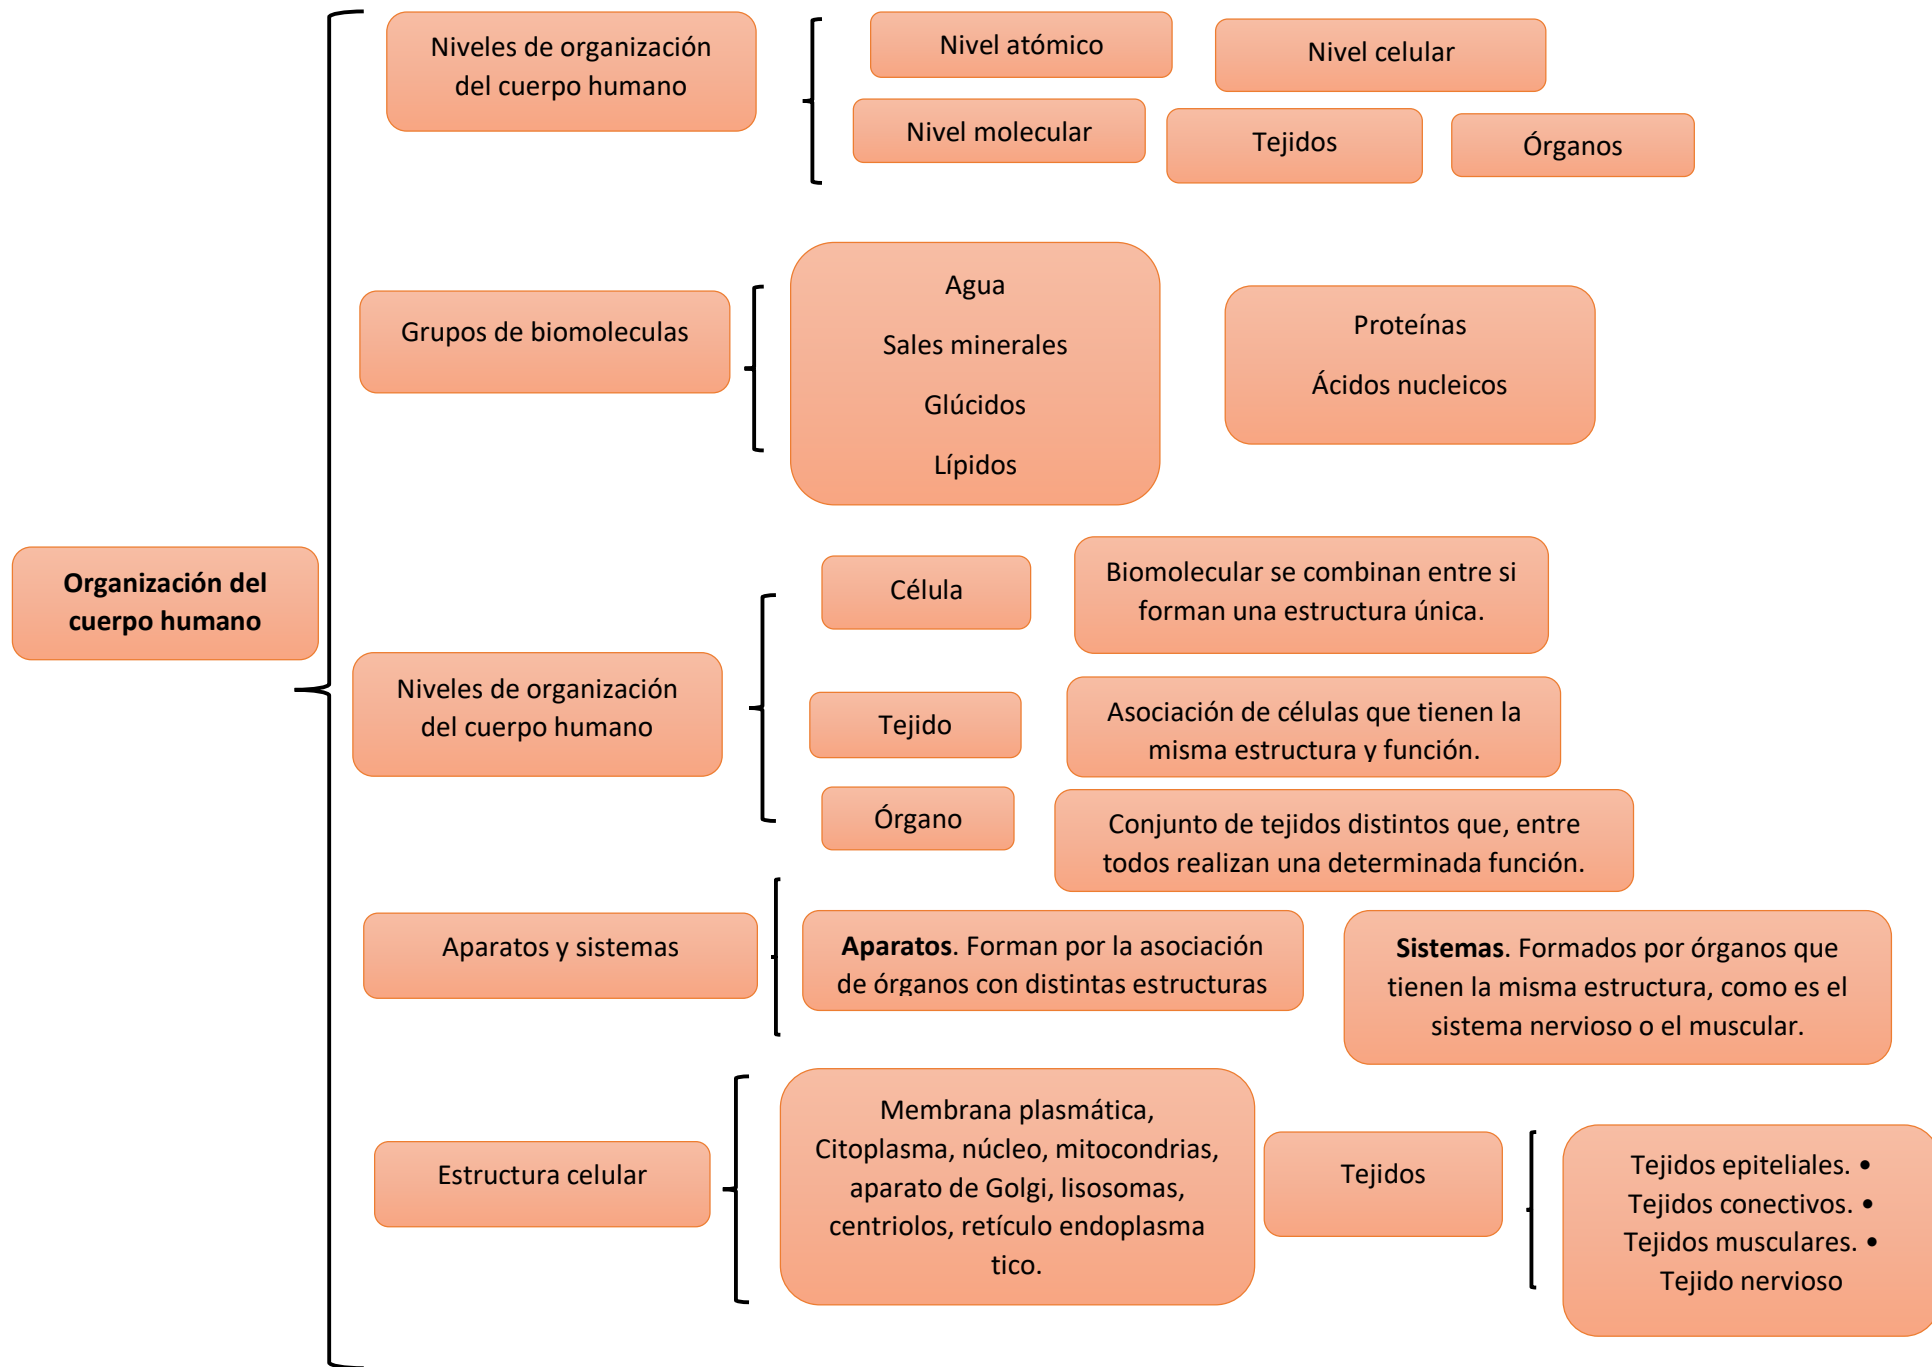 Organización del
cuerpo humano
Niveles de organización
del cuerpo humano
Nivel atómico
Nivel celular
Nivel molecular
Tejidos
Órganos
Grupos de biomoleculas
Agua
Sales minerales
Glúcidos
Lípidos
Proteínas
Ácidos nucleicos
Niveles de organización
del cuerpo humano
Célula
Biomolecular se combinan entre si
forman una estructura única.
Tejido
Asociación de células que tienen la
misma estructura y función.
Órgano
Conjunto de tejidos distintos que, entre
todos realizan una determinada función.
Aparatos y sistemas
Aparatos. Forman por la asociación
de órganos con distintas estructuras
Sistemas. Formados por órganos que
tienen la misma estructura, como es el
sistema nervioso o el muscular.
Estructura celular
Membrana plasmática,
Citoplasma, núcleo, mitocondrias,
aparato de Golgi, lisosomas,
centriolos, retículo endoplasma
tico.
Tejidos
Tejidos epiteliales. •
Tejidos conectivos. •
Tejidos musculares. •
Tejido nervioso